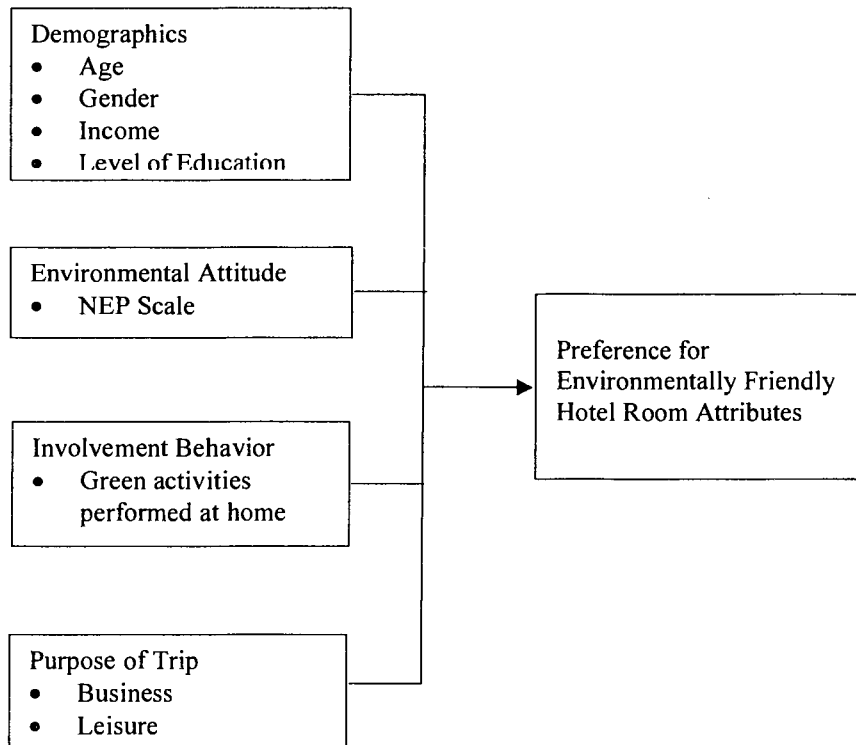 Demographics
• Age
• Gender
• Income
• Level of Education
Environmental Attitude
• NEP Scale
Involvement Behavior
• Green activities
performed at home
Purpose of Trip
• Business
• Leisure
Preference for
Environmentally Friendly
Hotel Room Attributes